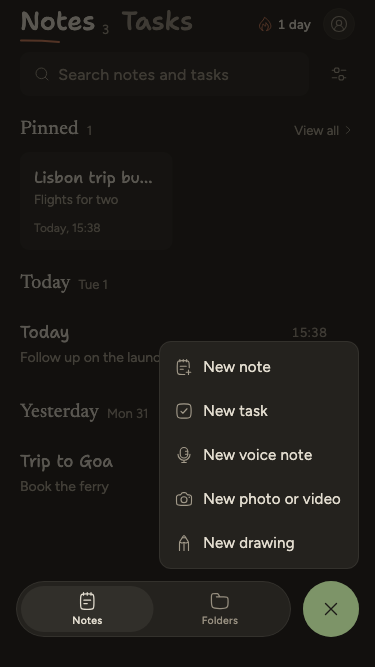 Notes 3 Tasks 1 day
Search notes and tasks
Pinned 1 View all
Lisbon trip bu...
Flights for two
Today, 15:38
Today Tue 1
Today 15:38
Follow up on the launc
New note
New task
Yesterday Mon 31
New voice note
Trip to Goa
Book the ferry
New photo or video
New drawing
Notes Folders